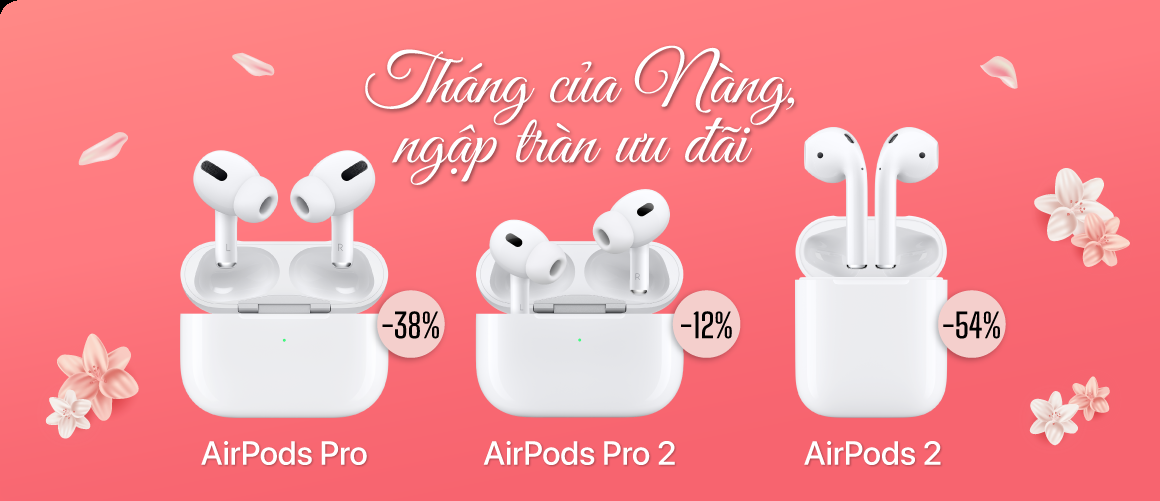 Tháng của Nàng,
ngập tràn ưu đãi
L
R
R
L
-38%
-12%
-54%
AirPods Pro
AirPods Pro 2
AirPods 2